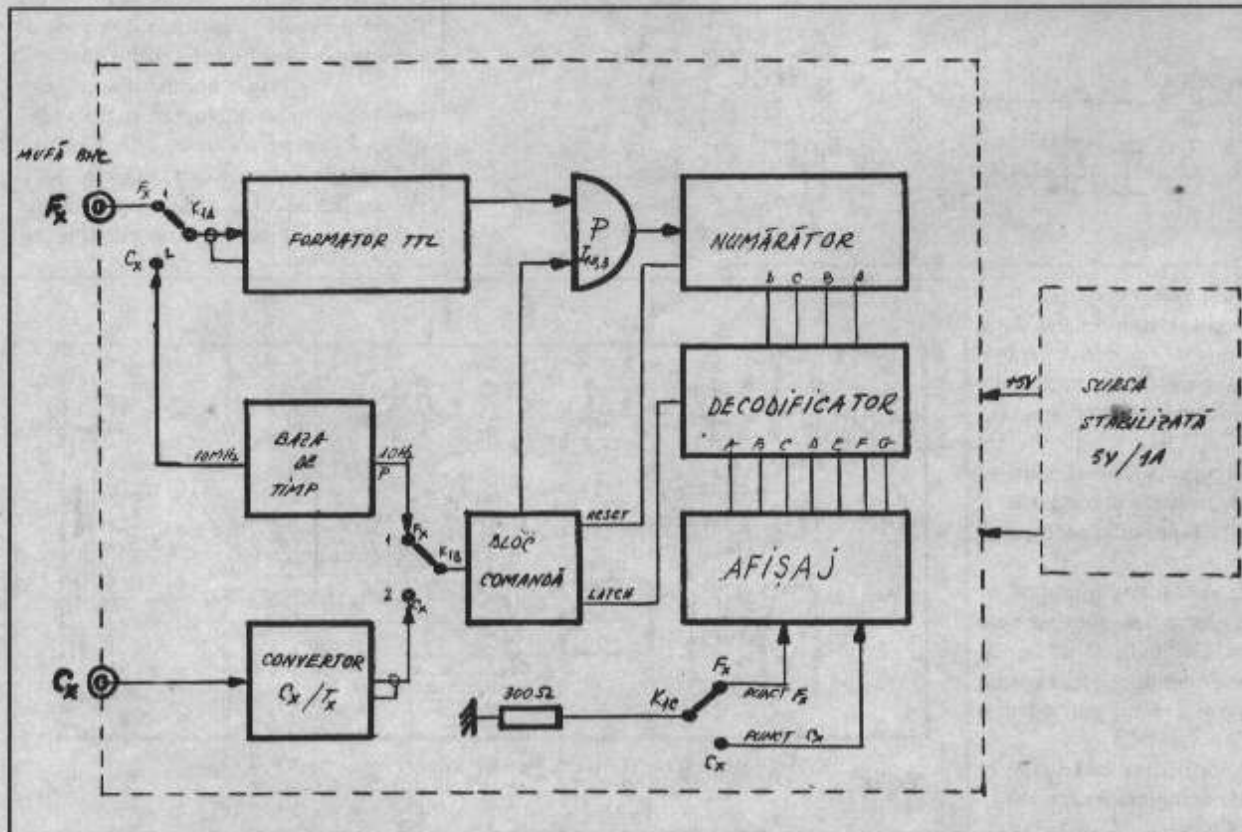 MUFĂ BNC
Fx
Fx 1
K1A
Cx 2
FORMATOR TTL
P
NUMĂRĂTOR
D C B A
DECODIFICATOR
A B C D E F G
+5V
SURSA
STABILIZATĂ
5V/1A
10MHz
BAZA
DE
TIMP
10Hz
P
1 Fx
K1B
2 Cx
BLOC
COMANDĂ
RESET
LATCH
AFIȘAJ
Cx
CONVERTOR
Cx/Tx
300Ω
K1C
Fx
PUNCT Fx
PUNCT Cx
Cx